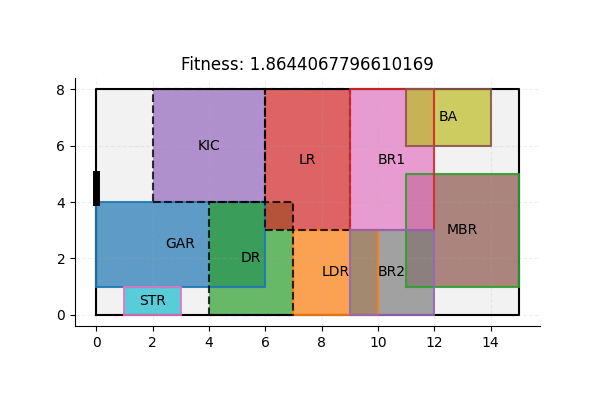 Fitness: 1.8644067796610169
8
6
4
2
0
BA
KIC
LR
BR1
MBR
GAR
DR
LDR
BR2
STR
0 2 4 6 8 10 12 14